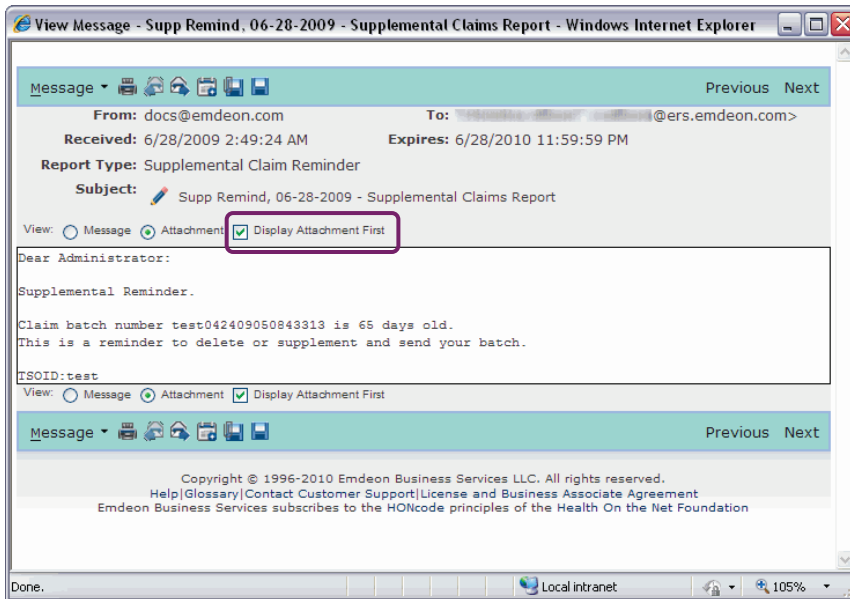 View Message - Supp Remind, 06-28-2009 - Supplemental Claims Report - Windows Internet Explorer
Message Previous Next
From: docs@emdeon.com To: @ers.emdeon.com>
Received: 6/28/2009 2:49:24 AM Expires: 6/28/2010 11:59:59 PM
Report Type: Supplemental Claim Reminder
Subject: Supp Remind, 06-28-2009 - Supplemental Claims Report
View: Message Attachment Display Attachment First
Dear Administrator:
Supplemental Reminder.
Claim batch number test042409050843313 is 65 days old.
This is a reminder to delete or supplement and send your batch.
TSOID:test
View: Message Attachment Display Attachment First
Message Previous Next
Copyright © 1996-2010 Emdeon Business Services LLC. All rights reserved.
Help|Glossary|Contact Customer Support|License and Business Associate Agreement
Emdeon Business Services subscribes to the HONcode principles of the Health On the Net Foundation
Done. Local intranet 105%